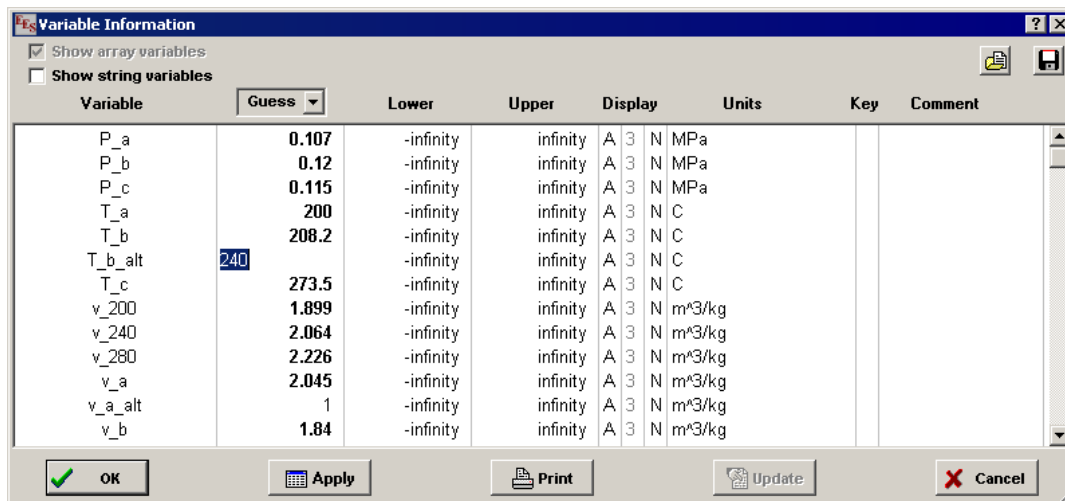 EES Variable Information
Show array variables
Show string variables
Variable Guess Lower Upper Display Units Key Comment
P_a 0.107 -infinity infinity A 3 N MPa
P_b 0.12 -infinity infinity A 3 N MPa
P_c 0.115 -infinity infinity A 3 N MPa
T_a 200 -infinity infinity A 3 N C
T_b 208.2 -infinity infinity A 3 N C
T_b_alt 240 -infinity infinity A 3 N C
T_c 273.5 -infinity infinity A 3 N C
v_200 1.899 -infinity infinity A 3 N m^3/kg
v_240 2.064 -infinity infinity A 3 N m^3/kg
v_280 2.226 -infinity infinity A 3 N m^3/kg
v_a 2.045 -infinity infinity A 3 N m^3/kg
v_a_alt 1 -infinity infinity A 3 N m^3/kg
v_b 1.84 -infinity infinity A 3 N m^3/kg
OK Apply Print Update Cancel